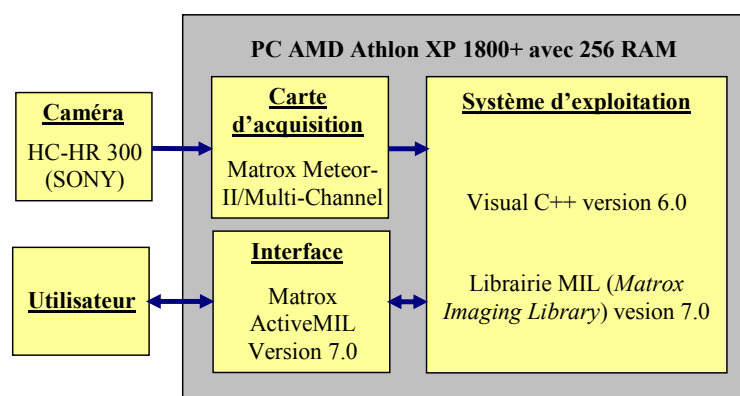 PC AMD Athlon XP 1800+ avec 256 RAM
Caméra
HC-HR 300
(SONY)
Carte
d’acquisition
Matrox Meteor-
II/Multi-Channel
Système d’exploitation
Visual C++ version 6.0
Librairie MIL (Matrox
Imaging Library) vesion 7.0
Utilisateur
Interface
Matrox
ActiveMIL
Version 7.0